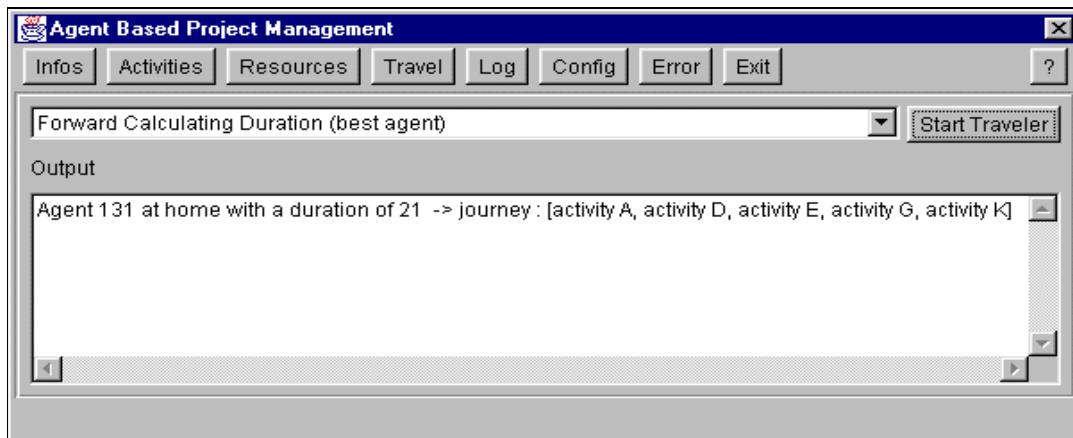 Agent Based Project Management
Infos Activities Resources Travel Log Config Error Exit ?
Forward Calculating Duration (best agent) Start Traveler
Output
Agent 131 at home with a duration of 21 -> journey : [activity A, activity D, activity E, activity G, activity K]